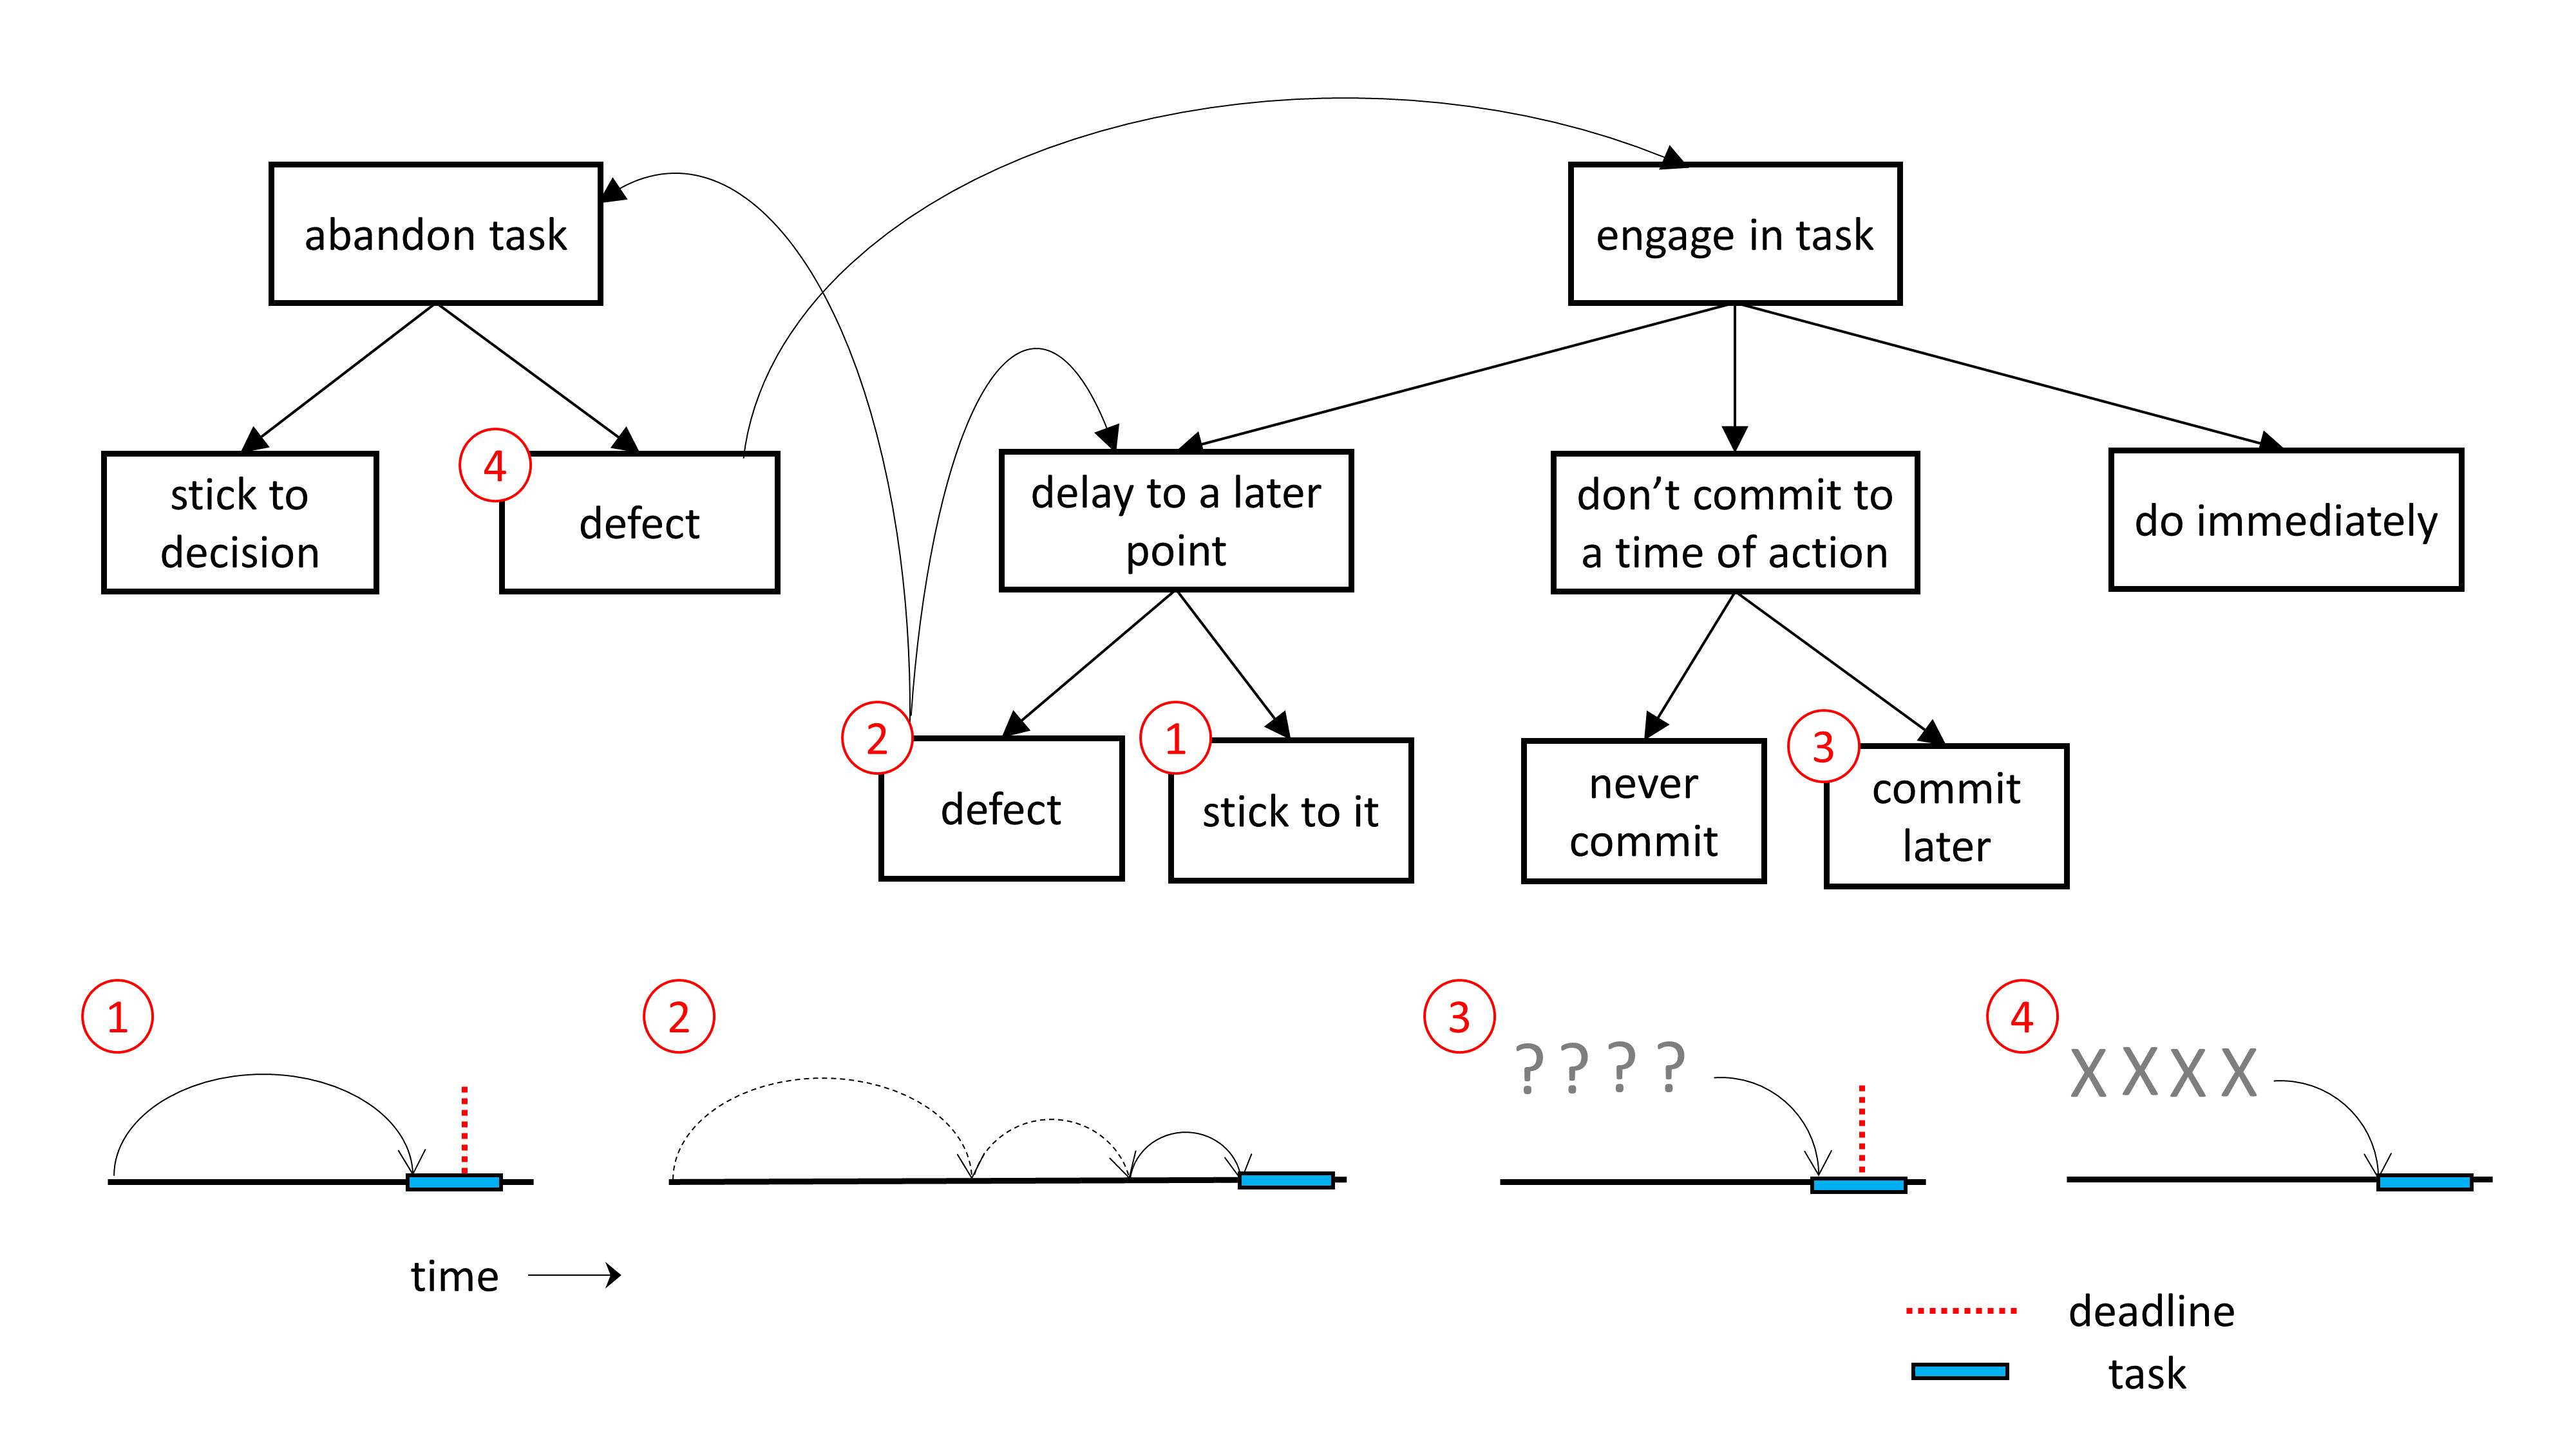 abandon task
engage in task
stick to
decision
4
defect
delay to a later
point
don’t commit to
a time of action
do immediately
2
defect
1
stick to it
never
commit
3
commit
later
1
2
3
? ? ? ?
4
X X X X
time
deadline
task